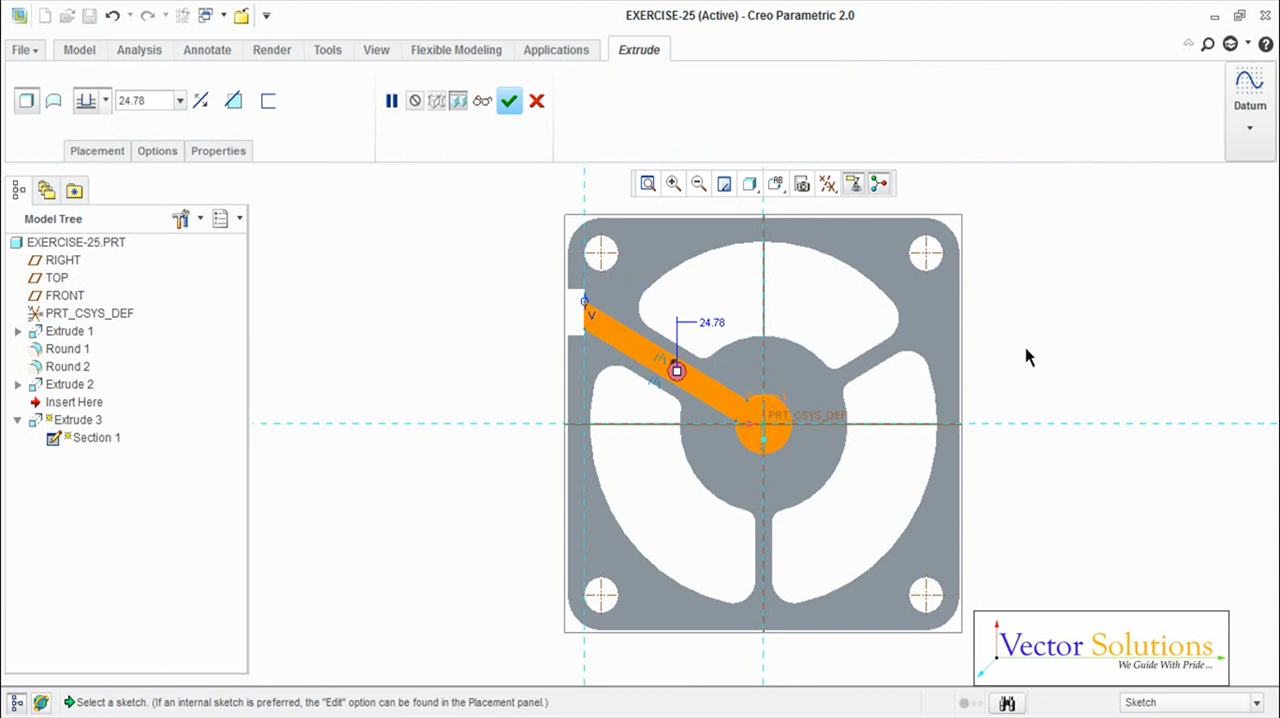 EXERCISE-25 (Active) - Creo Parametric 2.0
File
Model
Analysis
Annotate
Render
Tools
View
Flexible Modeling
Applications
Extrude
24.78
Datum
Placement
Options
Properties
Model Tree
EXERCISE-25.PRT
RIGHT
TOP
FRONT
PRT_CSYS_DEF
Extrude 1
Round 1
Round 2
Extrude 2
Insert Here
Extrude 3
Section 1
V
24.78
PRT_CSYS_DEF
Vector Solutions
We Guide With Pride...
Select a sketch. (If an internal sketch is preferred, the "Edit" option can be found in the Placement panel.)
Sketch